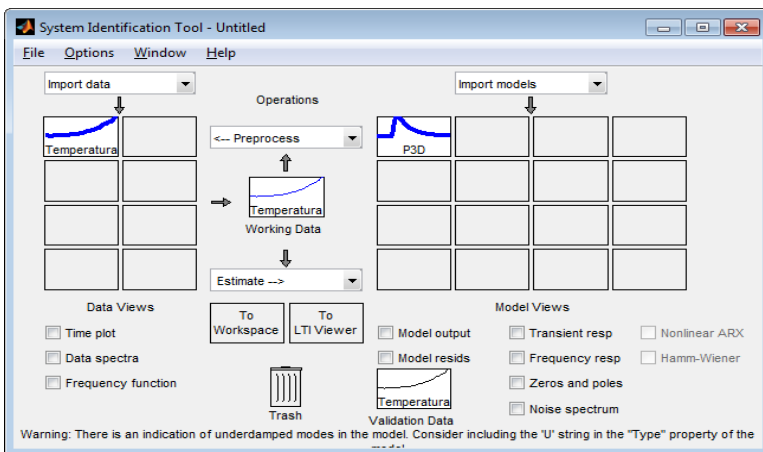 System Identification Tool - Untitled
File Options Window Help
Import data
Import models
Operations
Temperatura
<-- Preprocess
P3D
Temperatura
Working Data
Estimate -->
Data Views
Model Views
To Workspace
To LTI Viewer
Time plot
Data spectra
Frequency function
Model output
Model resids
Transient resp
Frequency resp
Zeros and poles
Noise spectrum
Nonlinear ARX
Hamm-Wiener
Trash
Temperatura
Validation Data
Warning: There is an indication of underdamped modes in the model. Consider including the 'U' string in the "Type" property of the